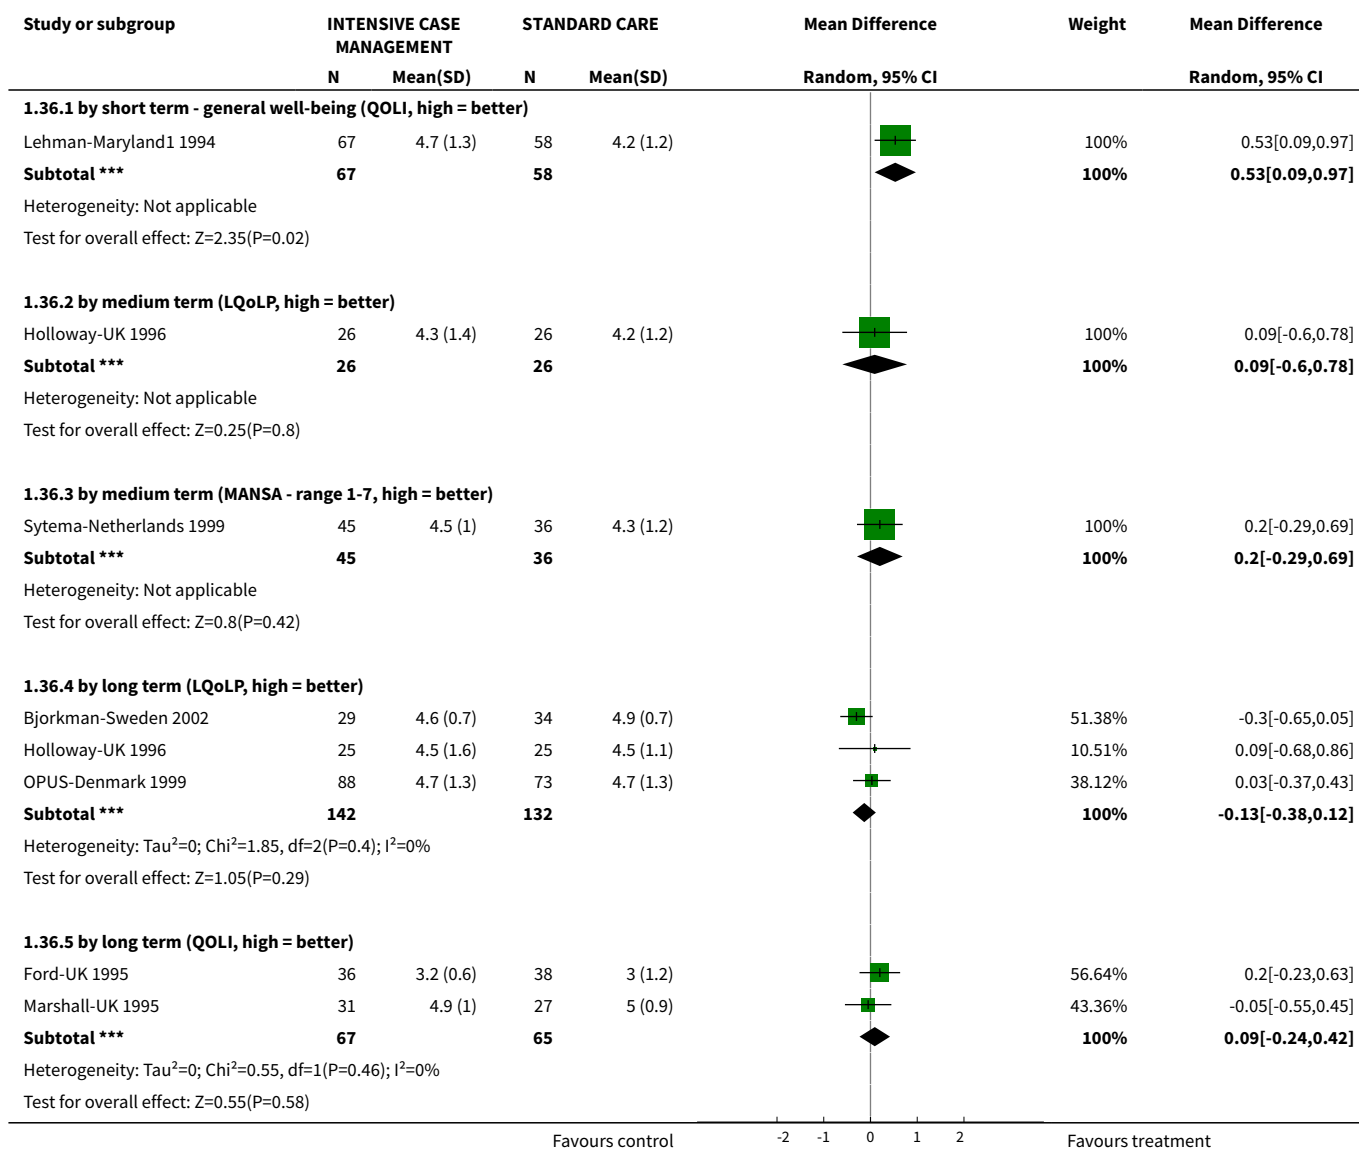 Study or subgroup INTENSIVE CASE MANAGEMENT STANDARD CARE Mean Difference Weight Mean Difference
N Mean(SD) N Mean(SD) Random, 95% CI Random, 95% CI
1.36.1 by short term - general well-being (QOLI, high = better)
Lehman-Maryland1 1994 67 4.7 (1.3) 58 4.2 (1.2) 100% 0.53[0.09,0.97]
Subtotal *** 67 58 100% 0.53[0.09,0.97]
Heterogeneity: Not applicable
Test for overall effect: Z=2.35(P=0.02)
1.36.2 by medium term (LQoLP, high = better)
Holloway-UK 1996 26 4.3 (1.4) 26 4.2 (1.2) 100% 0.09[-0.6,0.78]
Subtotal *** 26 26 100% 0.09[-0.6,0.78]
Heterogeneity: Not applicable
Test for overall effect: Z=0.25(P=0.8)
1.36.3 by medium term (MANSA - range 1-7, high = better)
Sytema-Netherlands 1999 45 4.5 (1) 36 4.3 (1.2) 100% 0.2[-0.29,0.69]
Subtotal *** 45 36 100% 0.2[-0.29,0.69]
Heterogeneity: Not applicable
Test for overall effect: Z=0.8(P=0.42)
1.36.4 by long term (LQoLP, high = better)
Bjorkman-Sweden 2002 29 4.6 (0.7) 34 4.9 (0.7) 51.38% -0.3[-0.65,0.05]
Holloway-UK 1996 25 4.5 (1.6) 25 4.5 (1.1) 10.51% 0.09[-0.68,0.86]
OPUS-Denmark 1999 88 4.7 (1.3) 73 4.7 (1.3) 38.12% 0.03[-0.37,0.43]
Subtotal *** 142 132 100% -0.13[-0.38,0.12]
Heterogeneity: Tau²=0; Chi²=1.85, df=2(P=0.4); I²=0%
Test for overall effect: Z=1.05(P=0.29)
1.36.5 by long term (QOLI, high = better)
Ford-UK 1995 36 3.2 (0.6) 38 3 (1.2) 56.64% 0.2[-0.23,0.63]
Marshall-UK 1995 31 4.9 (1) 27 5 (0.9) 43.36% -0.05[-0.55,0.45]
Subtotal *** 67 65 100% 0.09[-0.24,0.42]
Heterogeneity: Tau²=0; Chi²=0.55, df=1(P=0.46); I²=0%
Test for overall effect: Z=0.55(P=0.58)
Favours control -2 -1 0 1 2 Favours treatment